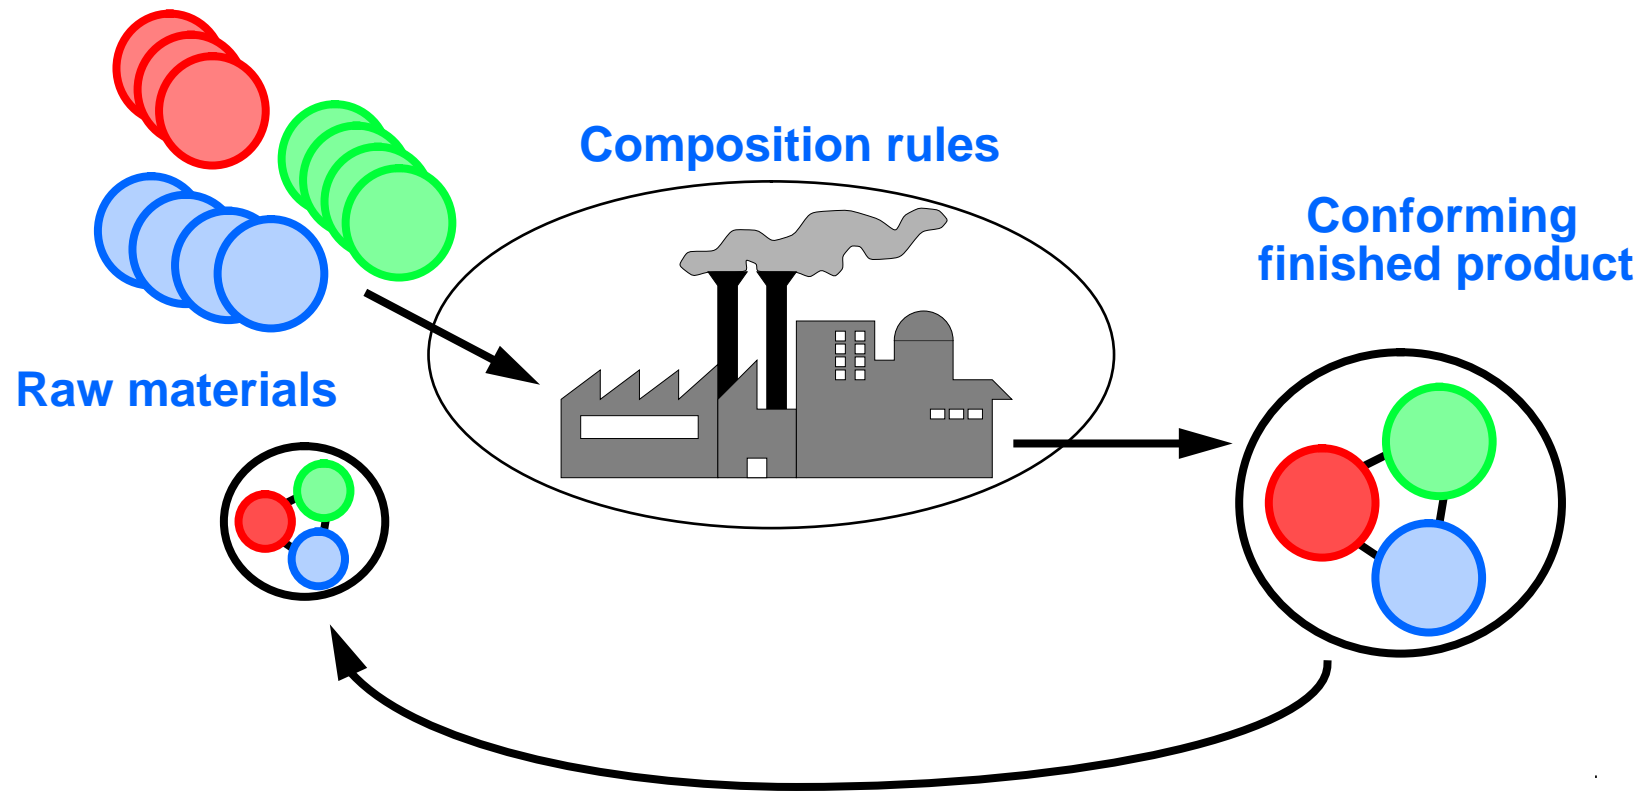 Composition rules
Conforming
finished product
Raw materials